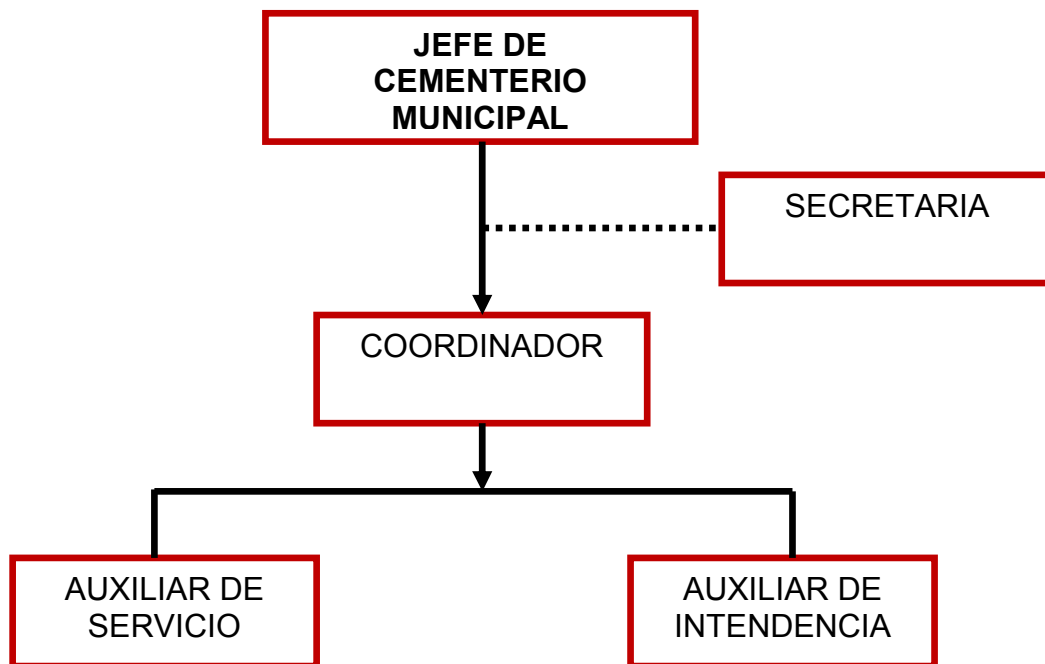 JEFE DE
CEMENTERIO
MUNICIPAL
SECRETARIA
COORDINADOR
AUXILIAR DE
SERVICIO
AUXILIAR DE
INTENDENCIA